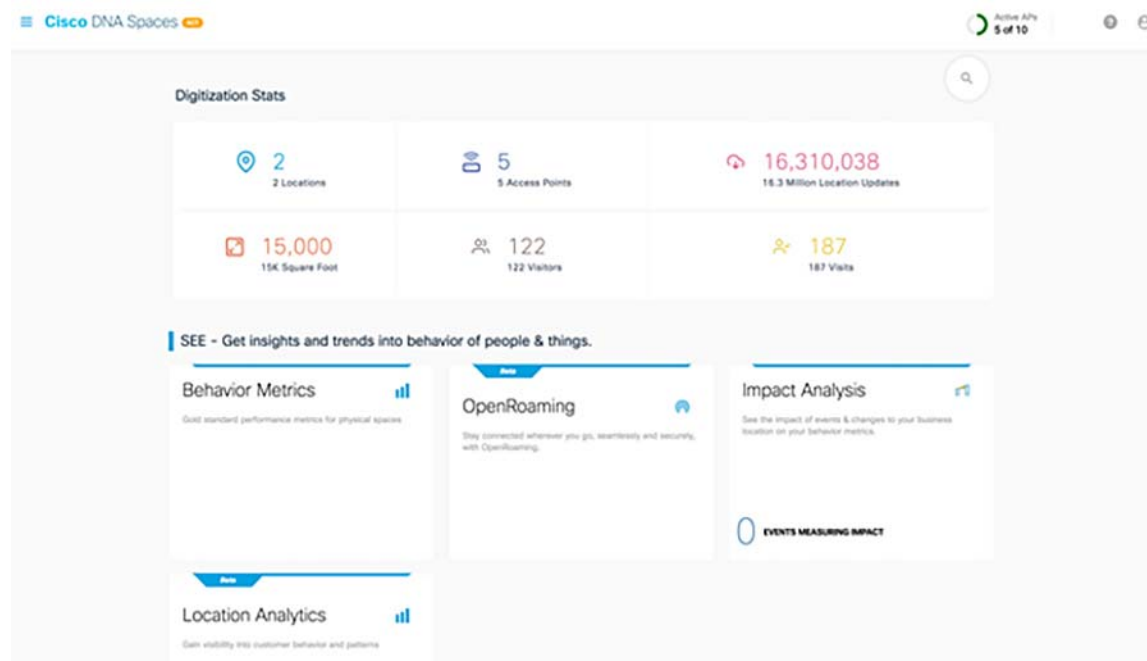 Cisco DNA Spaces ACT
Active APs
5 of 10
Digitization Stats
2
2 Locations
5
5 Access Points
16,310,038
16.3 Million Location Updates
15,000
15K Square Foot
122
122 Visitors
187
187 Visits
SEE - Get insights and trends into behavior of people & things.
Behavior Metrics
Gold standard performance metrics for physical spaces
Beta
OpenRoaming
Stay connected wherever you go, seamlessly and securely,
with OpenRoaming.
Impact Analysis
See the impact of events & changes to your business
location on your behavior metrics.
0 EVENTS MEASURING IMPACT
Beta
Location Analytics
Gain visibility into customer behavior and patterns